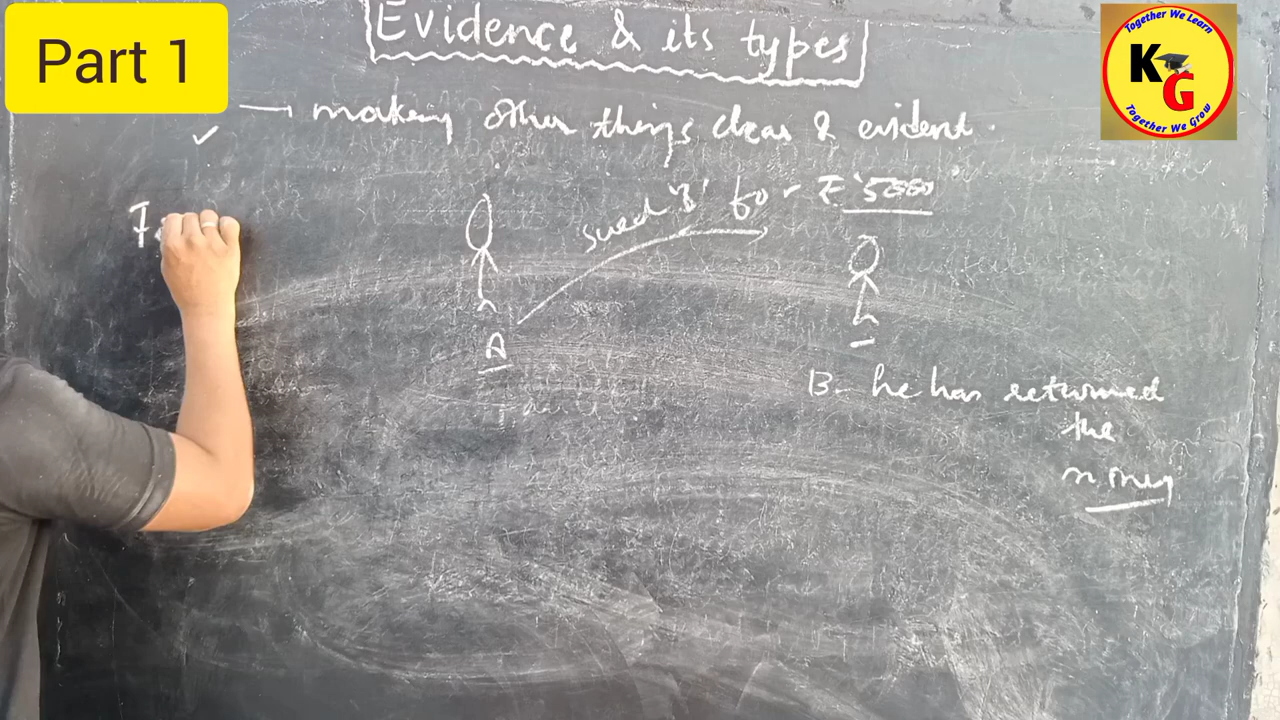 Part 1
Evidence & its types
→ making other things clear & evident.
✓
Together We Learn
KG
Together We Grow
sued 'B' for ₹ 5000
F
A
B- he has returned
the
money